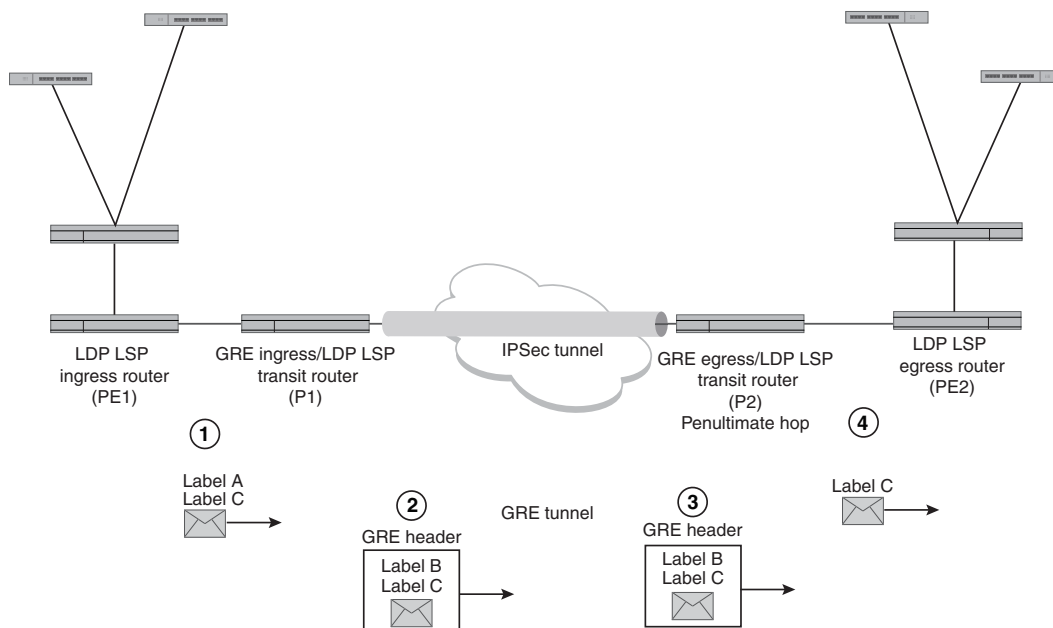 LDP LSP
ingress router
(PE1)
GRE ingress/LDP LSP
transit router
(P1)
IPSec tunnel
GRE egress/LDP LSP
transit router
(P2)
Penultimate hop
LDP LSP
egress router
(PE2)
1
Label A
Label C
2
GRE header
Label B
Label C
GRE tunnel
3
GRE header
Label B
Label C
4
Label C